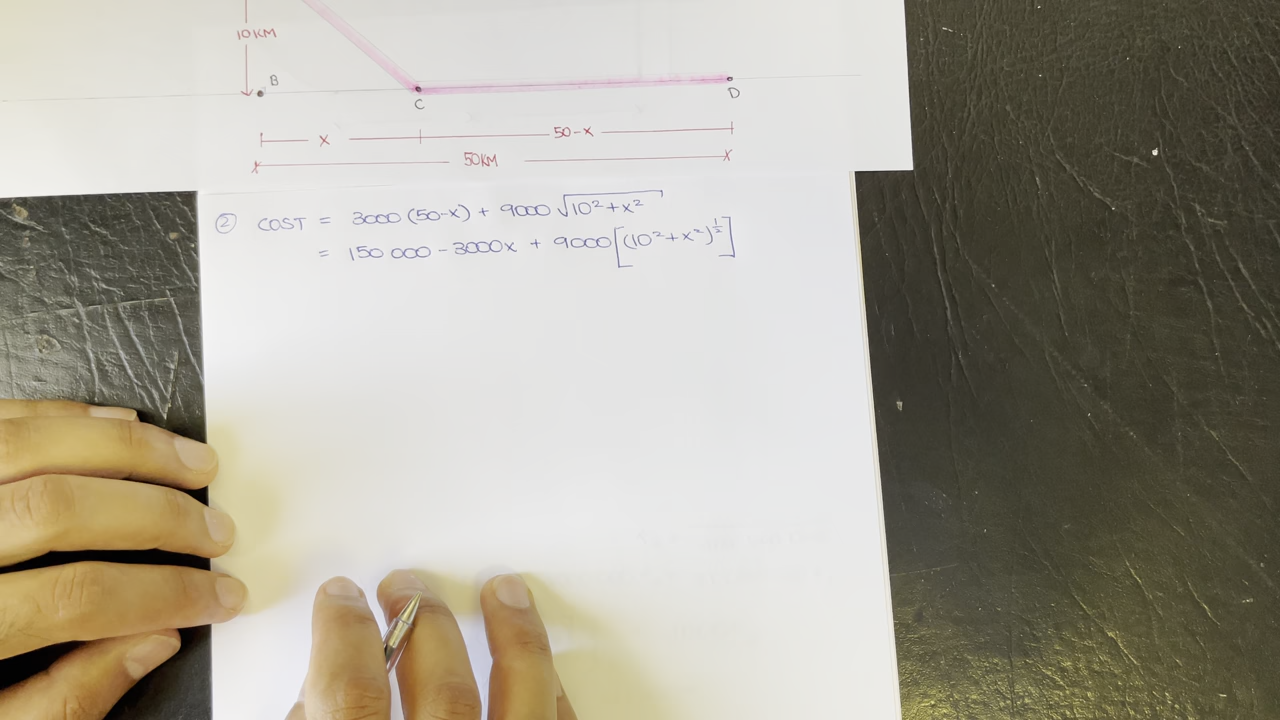 10KM
B
C
D
x
50-x
50KM
② COST = 3000 (50-x) + 9000 √10² + x²
= 150 000 - 3000x + 9000 [(10² + x²)^½]